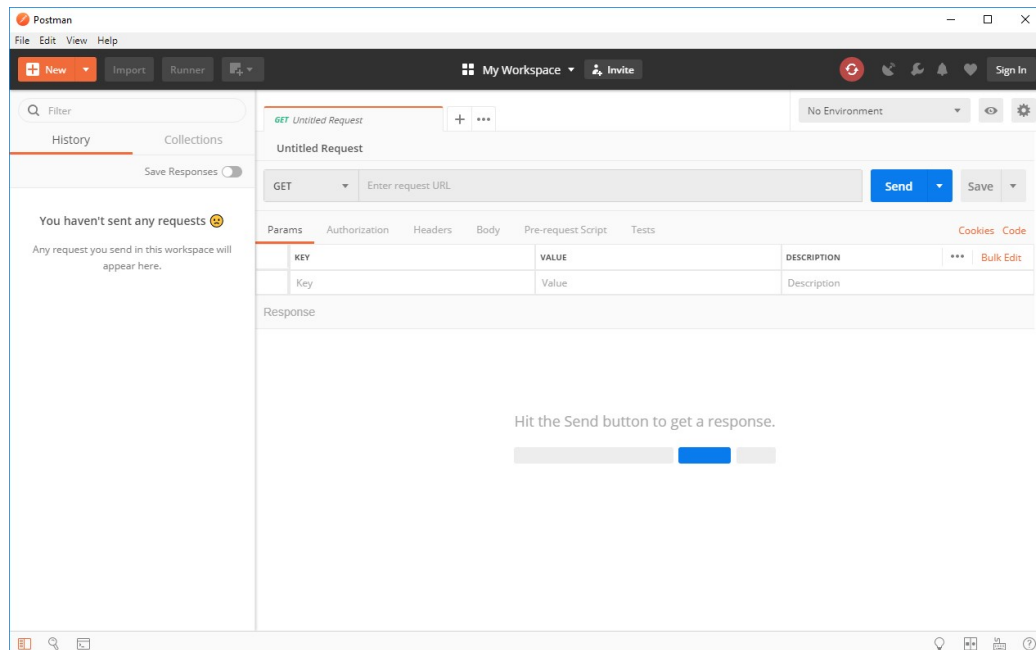 Postman
File Edit View Help
New Import Runner My Workspace Invite Sign In
Filter
History Collections
Save Responses
You haven't sent any requests
Any request you send in this workspace will
appear here.
GET Untitled Request
No Environment
Untitled Request
GET Enter request URL Send Save
Params Authorization Headers Body Pre-request Script Tests Cookies Code
KEY VALUE DESCRIPTION Bulk Edit
Key Value Description
Response
Hit the Send button to get a response.